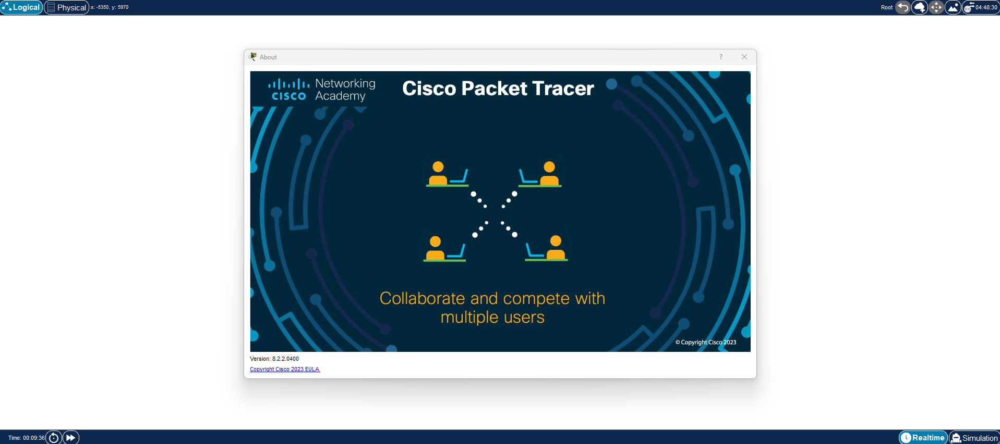 Logical Physical x: -5350, y: 5970 Root 04:48:30
About ?
CISCO Networking Academy
Cisco Packet Tracer
Collaborate and compete with
multiple users
© Copyright Cisco 2023
Version: 8.2.2.0400
Copyright Cisco 2023 EULA
Time: 00:09:36 Realtime Simulation